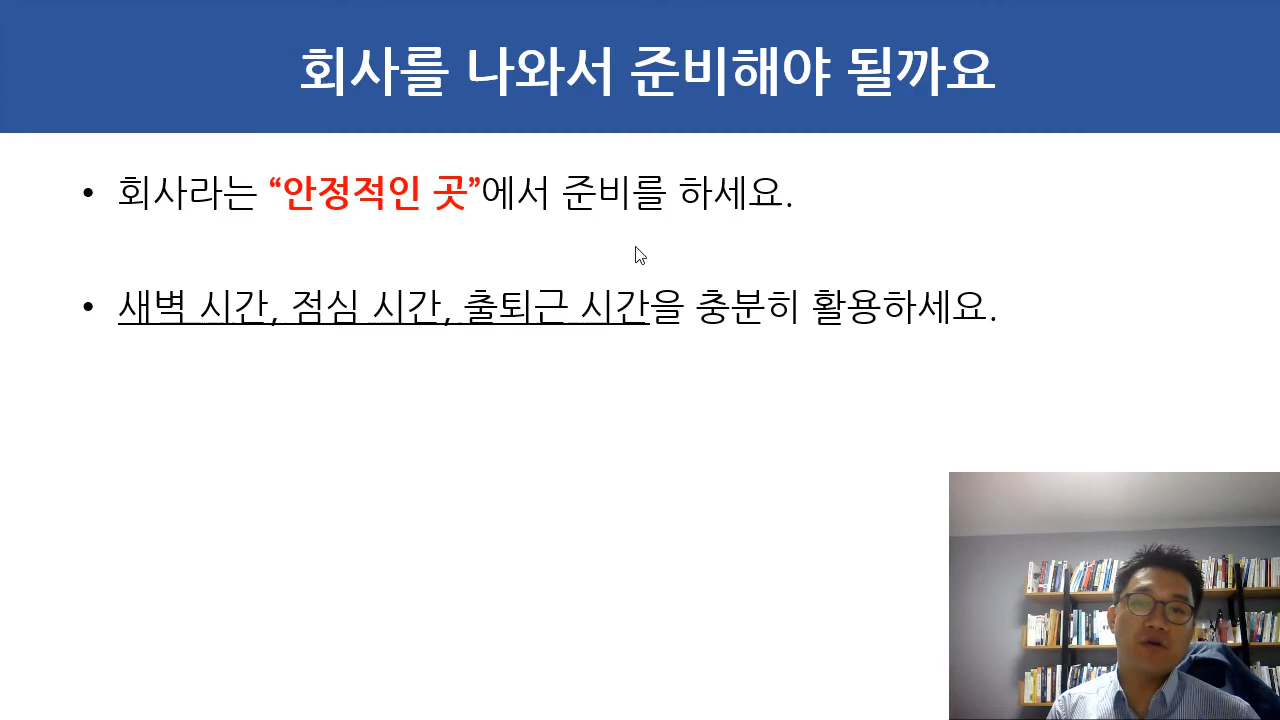 회사를 나와서 준비해야 될까요
• 회사라는 “안정적인 곳”에서 준비를 하세요.
• 새벽 시간, 점심 시간, 출퇴근 시간을 충분히 활용하세요.